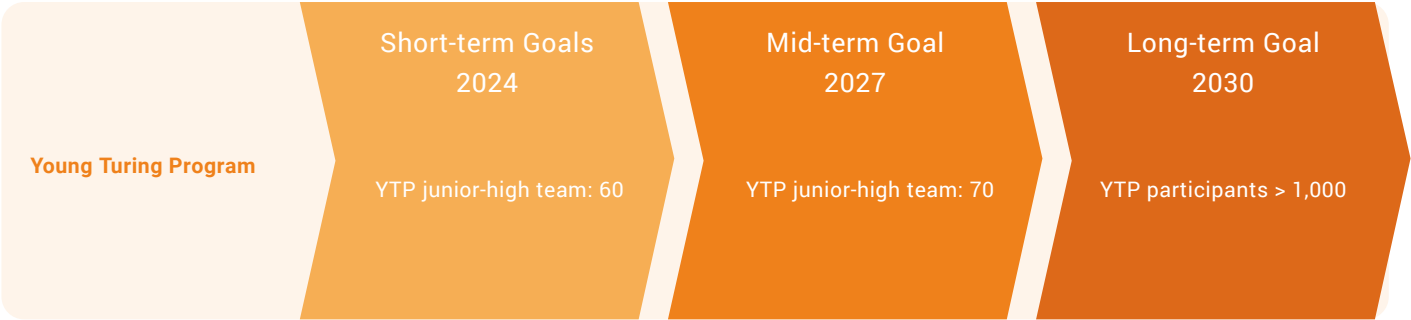 Young Turing Program
Short-term Goals
2024
YTP junior-high team: 60
Mid-term Goal
2027
YTP junior-high team: 70
Long-term Goal
2030
YTP participants > 1,000